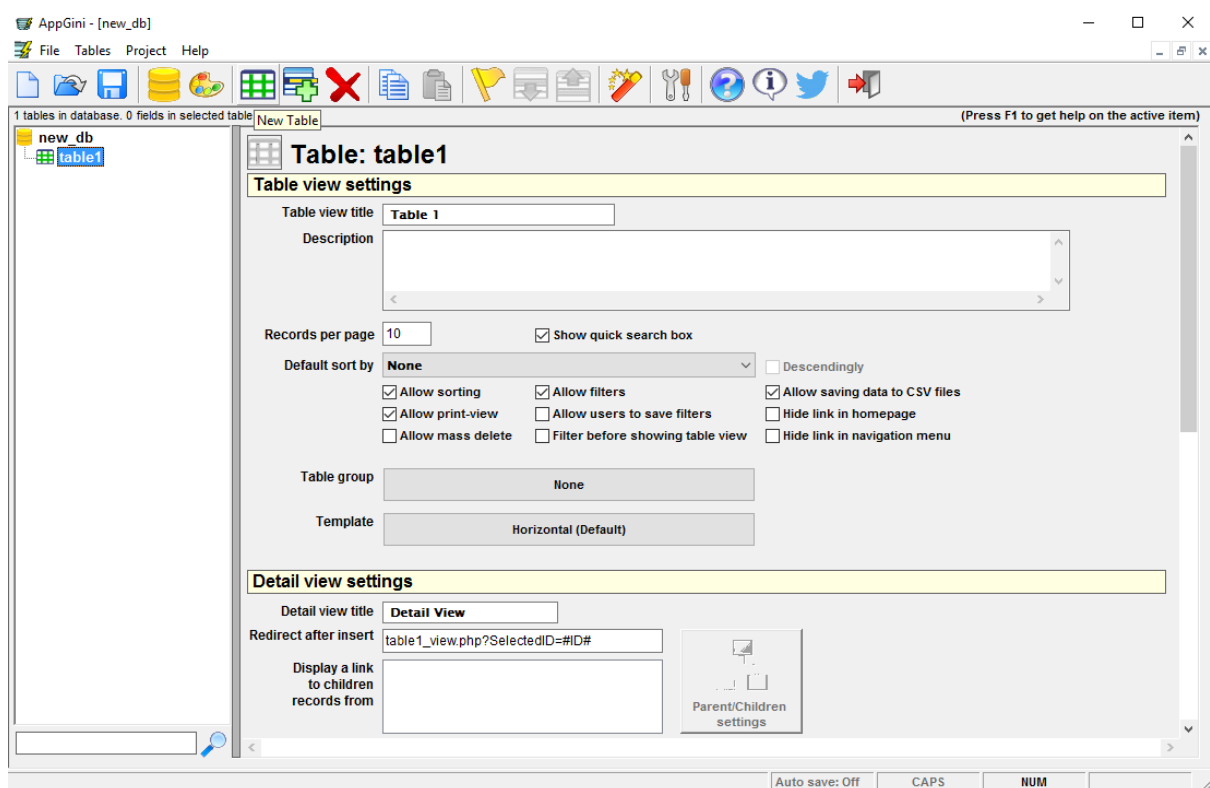 AppGini - [new_db]
File Tables Project Help
1 tables in database. 0 fields in selected table
New Table
(Press F1 to get help on the active item)
new_db
table1
Table: table1
Table view settings
Table view title Table 1
Description
Records per page 10 Show quick search box
Default sort by None Descendingly
Allow sorting Allow filters Allow saving data to CSV files
Allow print-view Allow users to save filters Hide link in homepage
Allow mass delete Filter before showing table view Hide link in navigation menu
Table group None
Template Horizontal (Default)
Detail view settings
Detail view title Detail View
Redirect after insert table1_view.php?SelectedID=#ID#
Display a link
to children
records from
Parent/Children
settings
Auto save: Off CAPS NUM